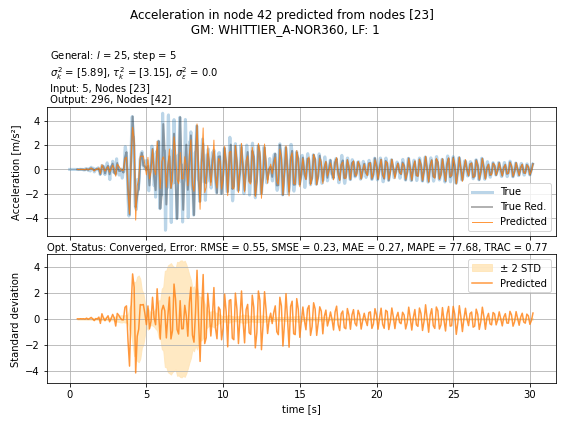 Acceleration in node 42 predicted from nodes [23]
GM: WHITTIER_A-NOR360, LF: 1
General: l = 25, step = 5
σ²ₖ = [5.89], τ²ₖ = [3.15], σ²ε = 0.0
Input: 5, Nodes [23]
Output: 296, Nodes [42]
Acceleration [m/s²]
4
2
0
−2
−4
True
True Red.
Predicted
Opt. Status: Converged, Error: RMSE = 0.55, SMSE = 0.23, MAE = 0.27, MAPE = 77.68, TRAC = 0.77
Standard deviation
4
2
0
−2
−4
± 2 STD
Predicted
0 5 10 15 20 25 30
time [s]